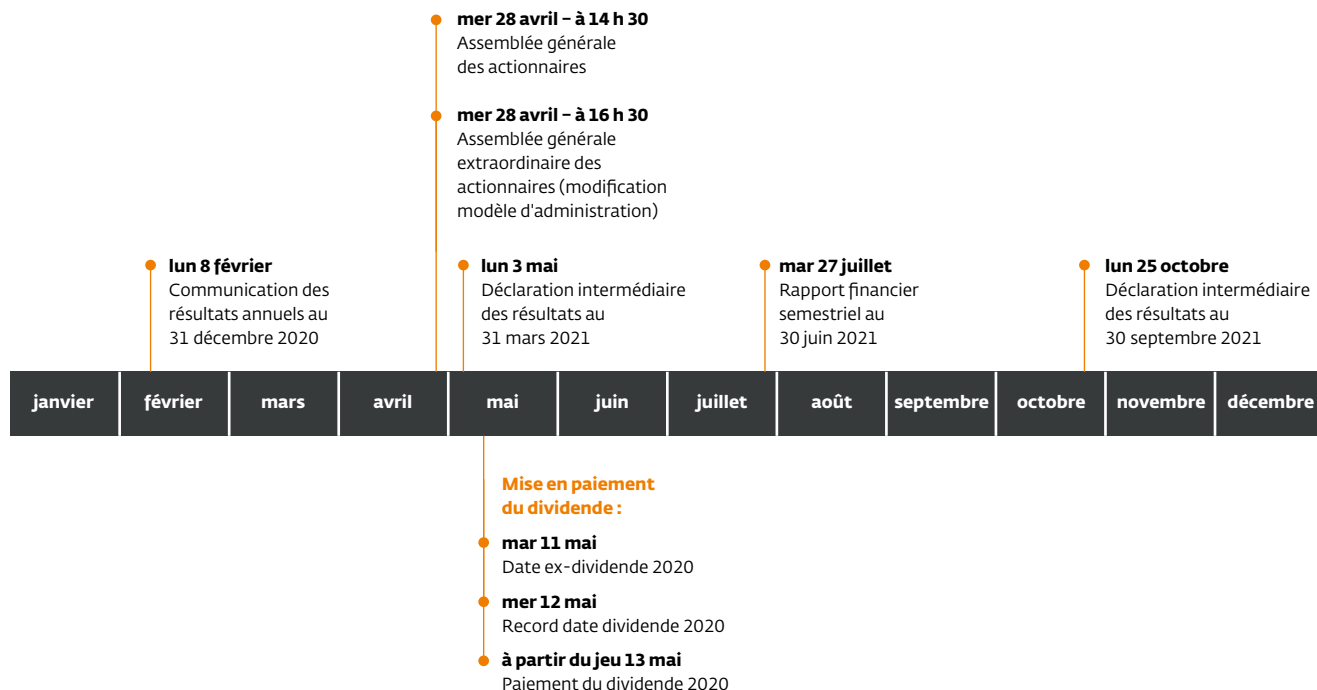 mer 28 avril – à 14 h 30
Assemblée générale
des actionnaires
mer 28 avril – à 16 h 30
Assemblée générale
extraordinaire des
actionnaires (modification
modèle d'administration)
lun 8 février
Communication des
résultats annuels au
31 décembre 2020
lun 3 mai
Déclaration intermédiaire
des résultats au
31 mars 2021
mar 27 juillet
Rapport financier
semestriel au
30 juin 2021
lun 25 octobre
Déclaration intermédiaire
des résultats au
30 septembre 2021
janvier février mars avril mai juin juillet août septembre octobre novembre décembre
Mise en paiement
du dividende :
mar 11 mai
Date ex-dividende 2020
mer 12 mai
Record date dividende 2020
à partir du jeu 13 mai
Paiement du dividende 2020